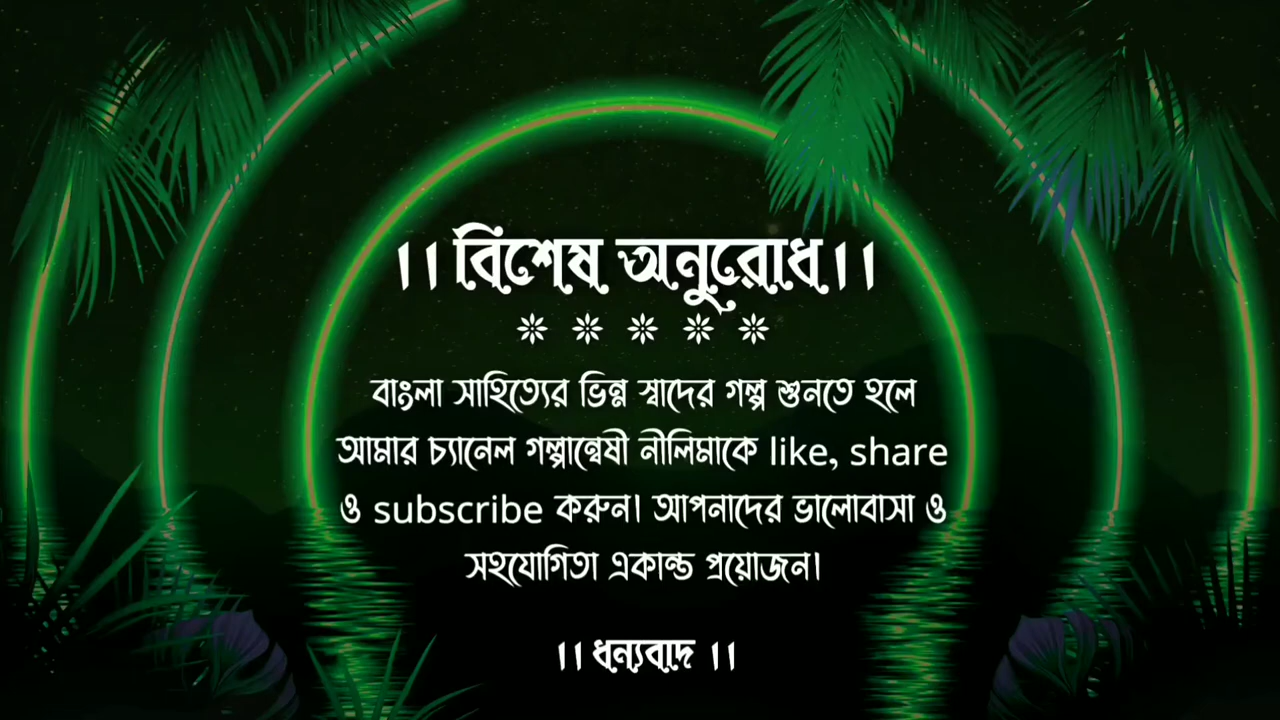 ।। বিশেষ অনুরোধ।।
বাংলা সাহিত্যের ভিন্ন স্বাদের গল্প শুনতে হলে
আমার চ্যানেল গল্পান্বেষী নীলিমাকে like, share
ও subscribe করুন। আপনাদের ভালোবাসা ও
সহযোগিতা একান্ত প্রয়োজন।
।। ধন্যবাদ ।।